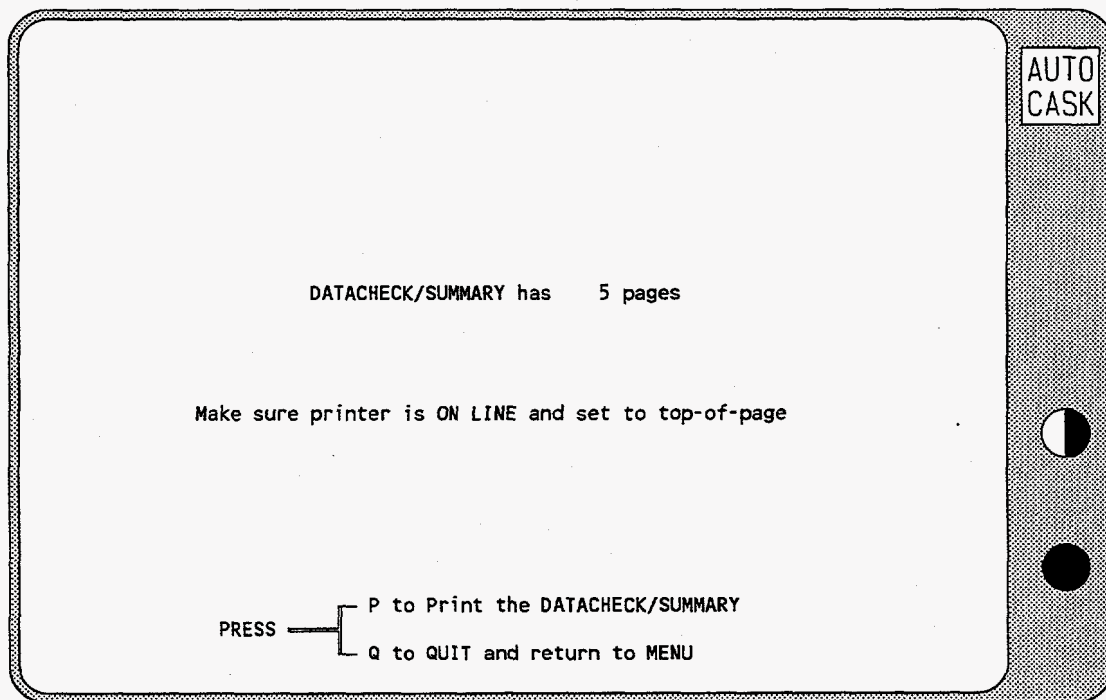 AUTO
CASK
DATACHECK/SUMMARY has 5 pages
Make sure printer is ON LINE and set to top-of-page
P to Print the DATACHECK/SUMMARY
PRESS
Q to QUIT and return to MENU